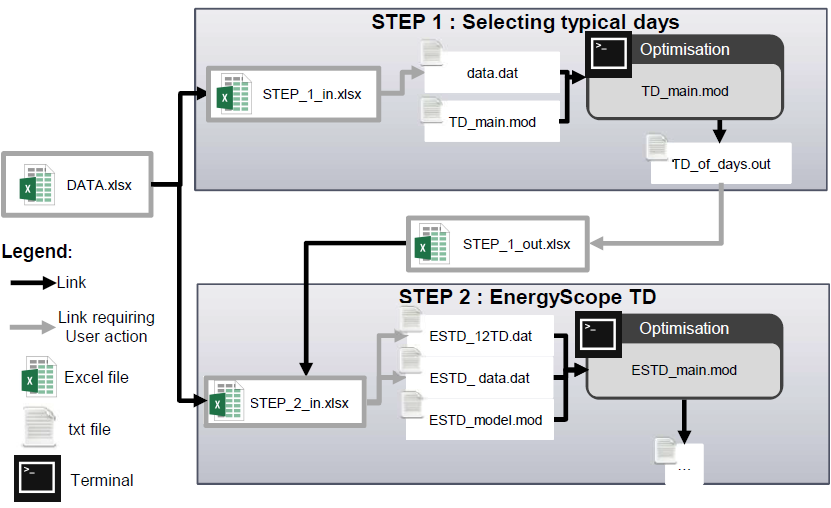 STEP 1 : Selecting typical days
Optimisation
data.dat
STEP_1_in.xlsx
TD_main.mod
TD_main.mod
DATA.xlsx
TD_of_days.out
STEP_1_out.xlsx
Legend:
Link
Link requiring
User action
Excel file
txt file
Terminal
STEP 2 : EnergyScope TD
Optimisation
ESTD_12TD.dat
ESTD_ data.dat
ESTD_main.mod
STEP_2_in.xlsx
ESTD_model.mod
...